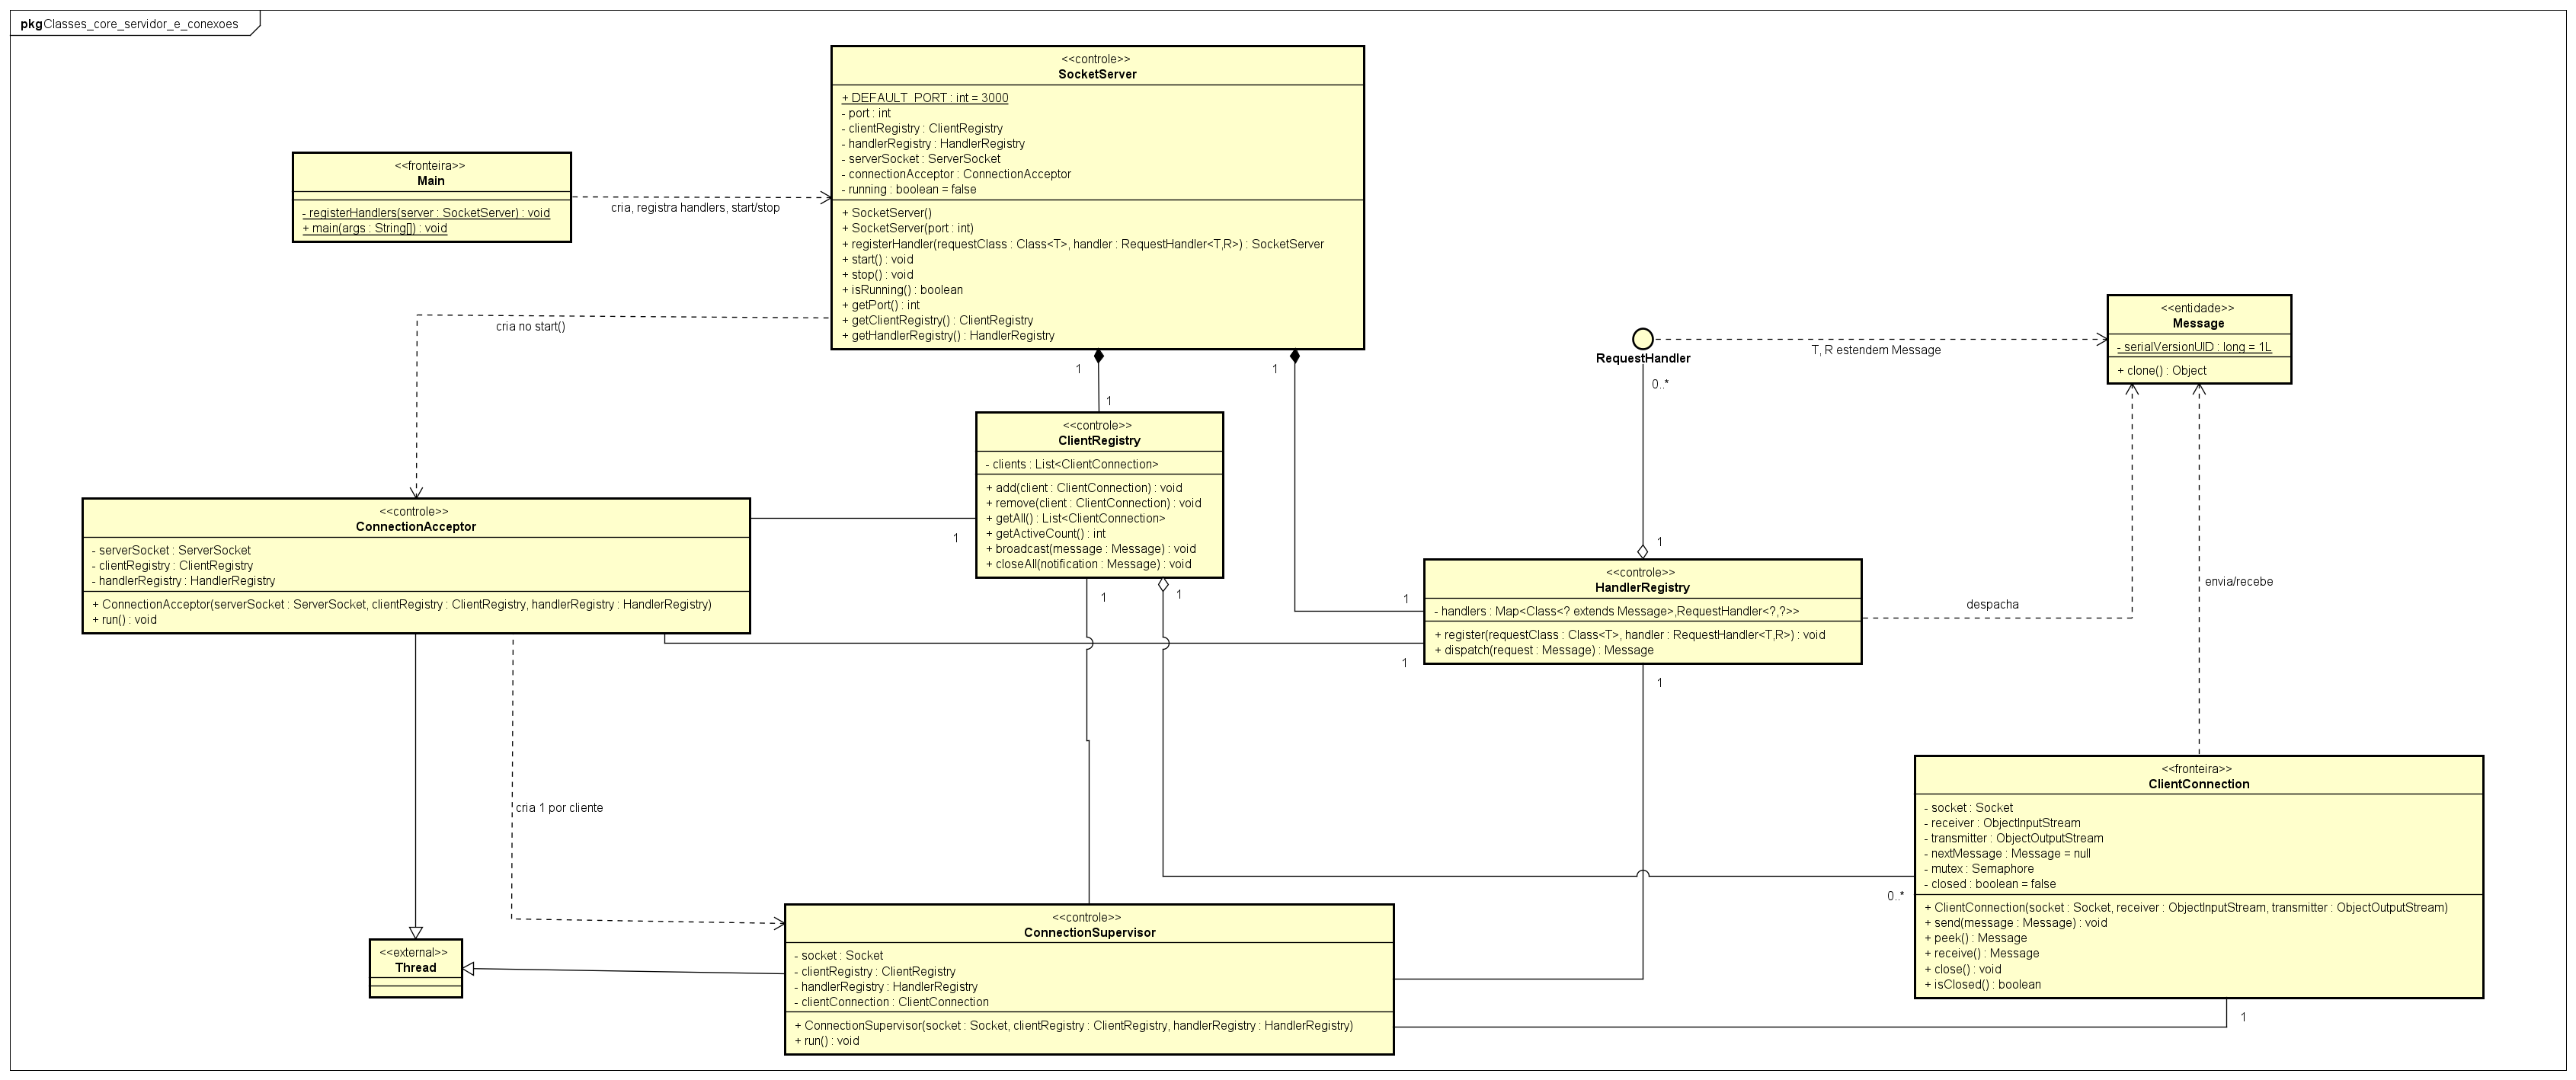 pkg Classes_core_servidor_e_conexoes
<<controle>>
SocketServer
+ DEFAULT_PORT : int = 3000
- port : int
- clientRegistry : ClientRegistry
- handlerRegistry : HandlerRegistry
- serverSocket : ServerSocket
- connectionAcceptor : ConnectionAcceptor
- running : boolean = false
+ SocketServer()
+ SocketServer(port : int)
+ registerHandler(requestClass : Class<T>, handler : RequestHandler<T,R>) : SocketServer
+ start() : void
+ stop() : void
+ isRunning() : boolean
+ getPort() : int
+ getClientRegistry() : ClientRegistry
+ getHandlerRegistry() : HandlerRegistry
<<fronteira>>
Main
- registerHandlers(server : SocketServer) : void
+ main(args : String[]) : void
cria, registra handlers, start/stop
cria no start()
1
1
1
1
<<entidade>>
Message
- serialVersionUID : long = 1L
+ clone() : Object
RequestHandler
T, R estendem Message
0..*
1
<<controle>>
ClientRegistry
- clients : List<ClientConnection>
+ add(client : ClientConnection) : void
+ remove(client : ClientConnection) : void
+ getAll() : List<ClientConnection>
+ getActiveCount() : int
+ broadcast(message : Message) : void
+ closeAll(notification : Message) : void
<<controle>>
ConnectionAcceptor
- serverSocket : ServerSocket
- clientRegistry : ClientRegistry
- handlerRegistry : HandlerRegistry
+ ConnectionAcceptor(serverSocket : ServerSocket, clientRegistry : ClientRegistry, handlerRegistry : HandlerRegistry)
+ run() : void
1
1
1
<<controle>>
HandlerRegistry
- handlers : Map<Class<? extends Message>,RequestHandler<?,?>>
+ register(requestClass : Class<T>, handler : RequestHandler<T,R>) : void
+ dispatch(request : Message) : Message
1
1
despacha
envia/recebe
cria 1 por cliente
<<fronteira>>
ClientConnection
- socket : Socket
- receiver : ObjectInputStream
- transmitter : ObjectOutputStream
- nextMessage : Message = null
- mutex : Semaphore
- closed : boolean = false
+ ClientConnection(socket : Socket, receiver : ObjectInputStream, transmitter : ObjectOutputStream)
+ send(message : Message) : void
+ peek() : Message
+ receive() : Message
+ close() : void
+ isClosed() : boolean
0..*
1
<<external>>
Thread
<<controle>>
ConnectionSupervisor
- socket : Socket
- clientRegistry : ClientRegistry
- handlerRegistry : HandlerRegistry
- clientConnection : ClientConnection
+ ConnectionSupervisor(socket : Socket, clientRegistry : ClientRegistry, handlerRegistry : HandlerRegistry)
+ run() : void